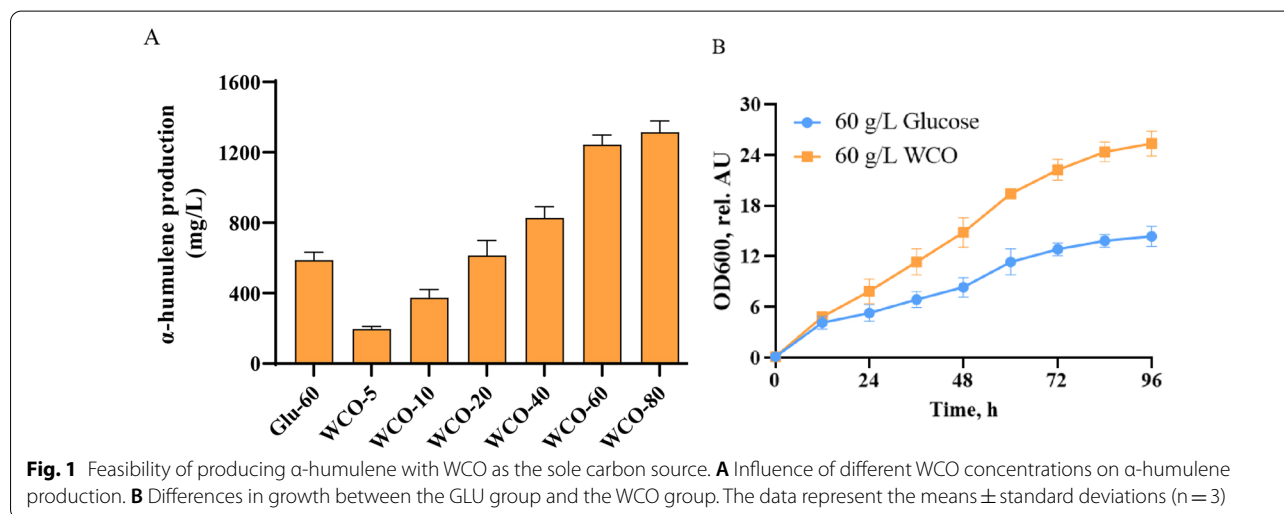 A
α-humulene production
(mg/L)
1600
1200
800
400
0
Glu-60
WCO-5
WCO-10
WCO-20
WCO-40
WCO-60
WCO-80
B
OD600, rel. AU
30
24
18
12
6
0
60 g/L Glucose
60 g/L WCO
0
24
48
72
96
Time, h
Fig. 1 Feasibility of producing α-humulene with WCO as the sole carbon source. A Influence of different WCO concentrations on α-humulene
production. B Differences in growth between the GLU group and the WCO group. The data represent the means ± standard deviations (n = 3)